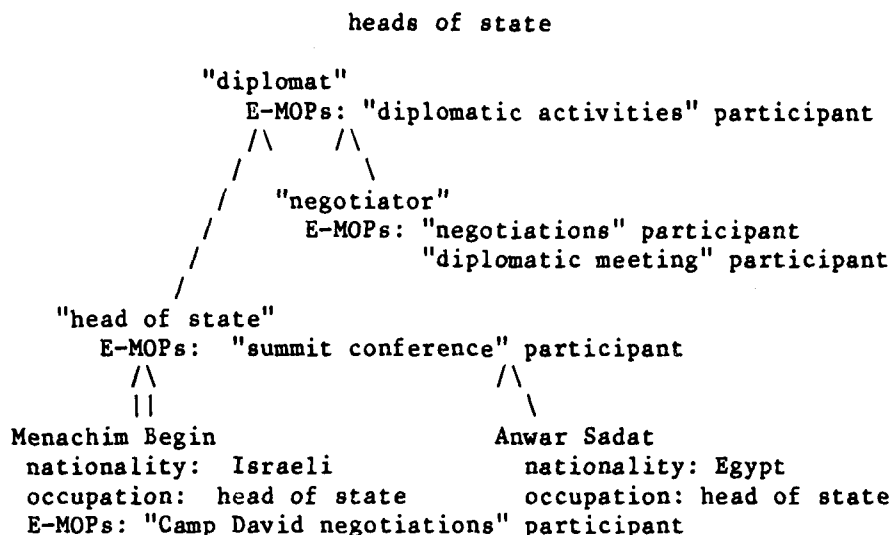 heads of state
"diplomat"
E-MOPs: "diplomatic activities" participant
/\ /\
/ \
/ "negotiator"
/ E-MOPs: "negotiations" participant
/ "diplomatic meeting" participant
/
"head of state"
E-MOPs: "summit conference" participant
/\ /\
|| \
Menachim Begin Anwar Sadat
nationality: Israeli nationality: Egypt
occupation: head of state occupation: head of state
E-MOPs: "Camp David negotiations" participant